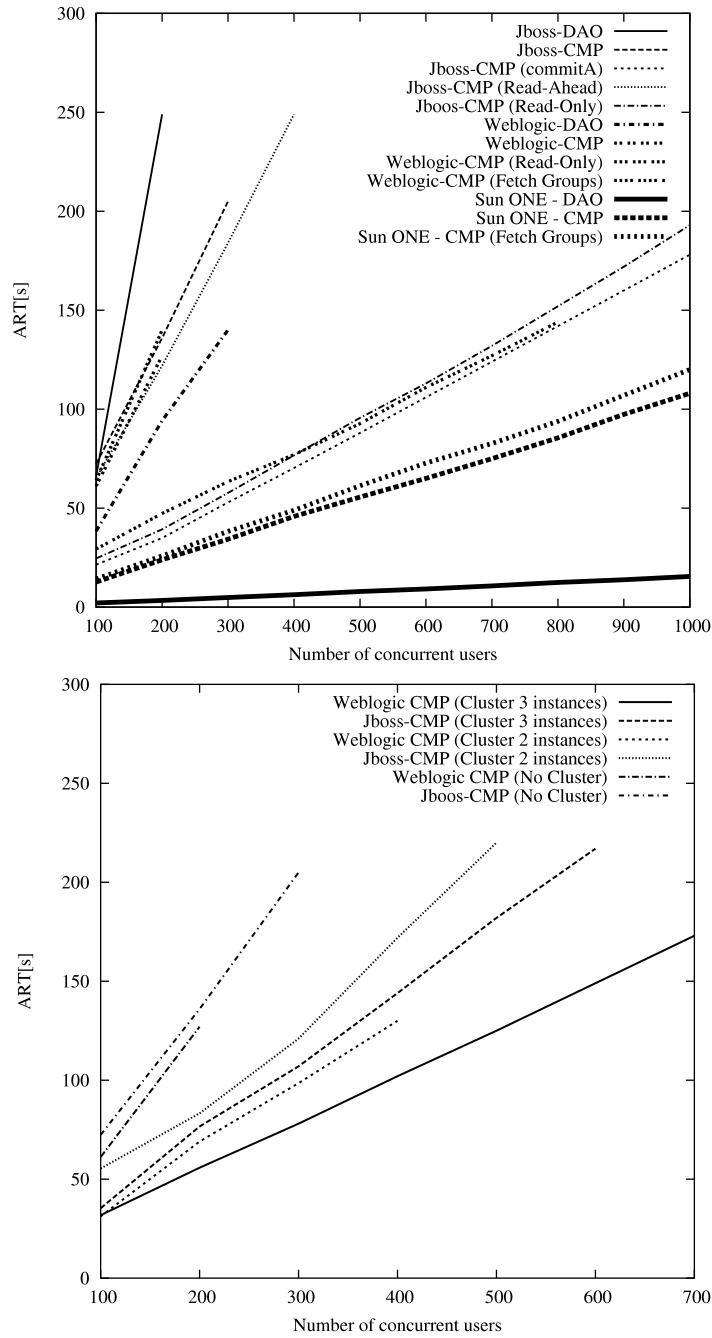 300
250
200
150
100
50
0
ART[s]
Jboss-DAO
Jboss-CMP
Jboss-CMP (commitA)
Jboss-CMP (Read-Ahead)
Jboos-CMP (Read-Only)
Weblogic-DAO
Weblogic-CMP
Weblogic-CMP (Read-Only)
Weblogic-CMP (Fetch Groups)
Sun ONE - DAO
Sun ONE - CMP
Sun ONE - CMP (Fetch Groups)
100 200 300 400 500 600 700 800 900 1000
Number of concurrent users
300
250
200
150
100
50
0
ART[s]
Weblogic CMP (Cluster 3 instances)
Jboss-CMP (Cluster 3 instances)
Weblogic CMP (Cluster 2 instances)
Jboss-CMP (Cluster 2 instances)
Weblogic CMP (No Cluster)
Jboos-CMP (No Cluster)
100 200 300 400 500 600 700
Number of concurrent users